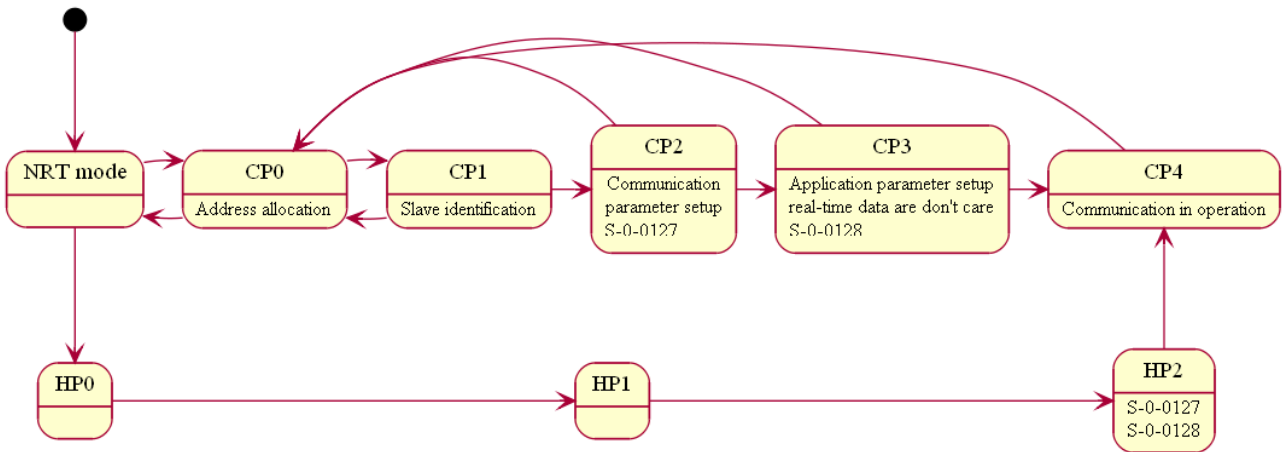 NRT mode
CP0
Address allocation
CP1
Slave identification
CP2
Communication
parameter setup
S-0-0127
CP3
Application parameter setup
real-time data are don't care
S-0-0128
CP4
Communication in operation
HP0
HP1
HP2
S-0-0127
S-0-0128